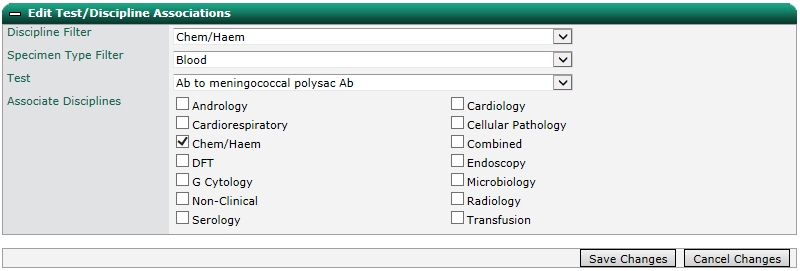 Edit Test/Discipline Associations
Discipline Filter Chem/Haem
Specimen Type Filter Blood
Test Ab to meningococcal polysac Ab
Associate Disciplines Andrology Cardiology
Cardiorespiratory Cellular Pathology
Chem/Haem Combined
DFT Endoscopy
G Cytology Microbiology
Non-Clinical Radiology
Serology Transfusion
Save Changes Cancel Changes